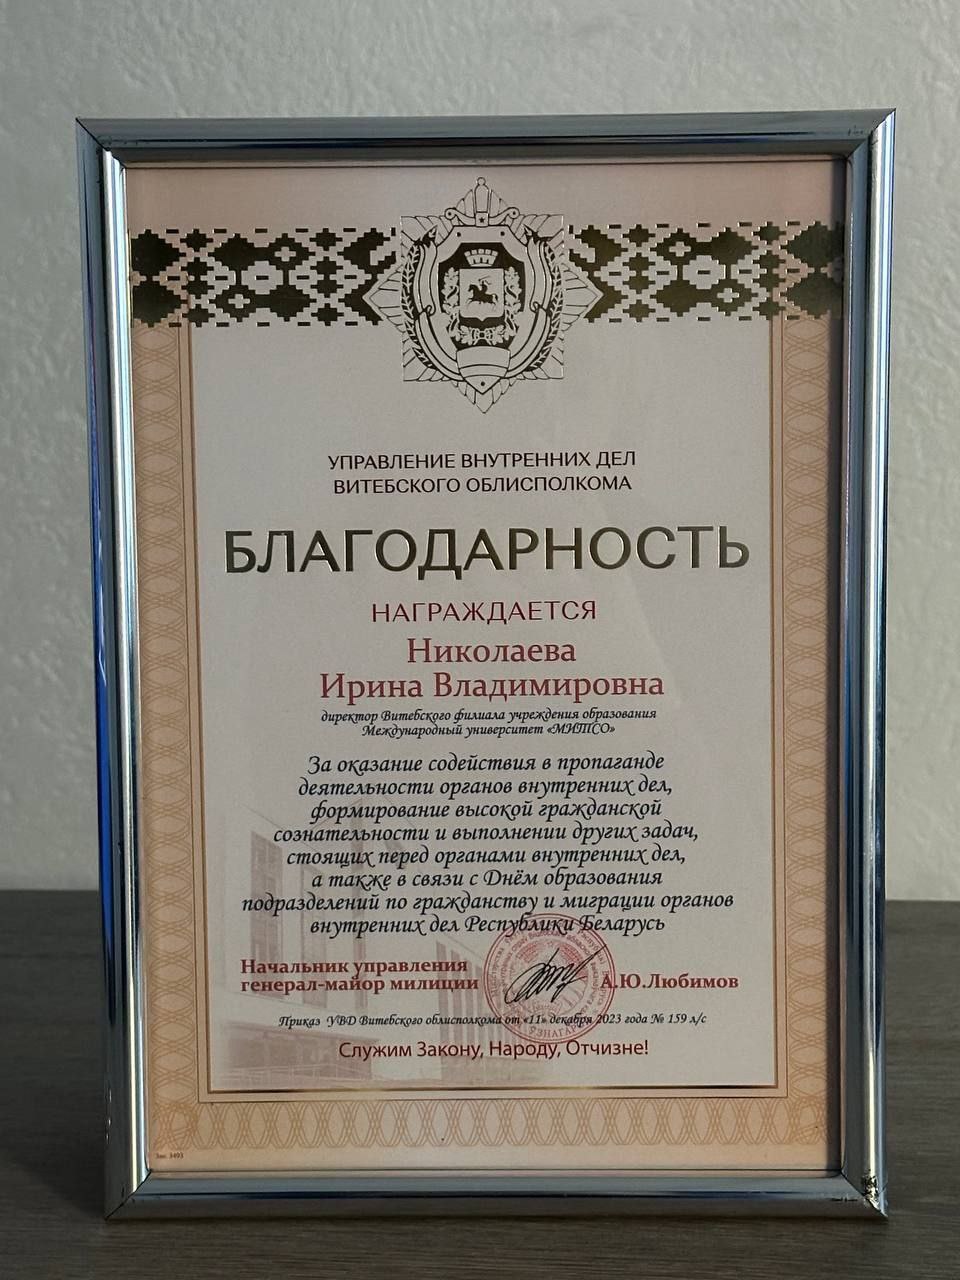 УПРАВЛЕНИЕ ВНУТРЕННИХ ДЕЛ
ВИТЕБСКОГО ОБЛИСПОЛКОМА
БЛАГОДАРНОСТЬ
НАГРАЖДАЕТСЯ
Николаева
Ирина Владимировна
директор Витебского филиала учреждения образования
Международный университет «МИТСО»
За оказание содействия в пропаганде
деятельности органов внутренних дел,
формирование высокой гражданской
сознательности и выполнении других задач,
стоящих перед органами внутренних дел,
а также в связи с Днём образования
подразделений по гражданству и миграции органов
внутренних дел Республики Беларусь
Начальник управления
генерал-майор милиции А.Ю.Любимов
Приказ УВД Витебского облисполкома от «11» декабря 2023 года № 159 л/с
Служим Закону, Народу, Отчизне!
Зак. 3493